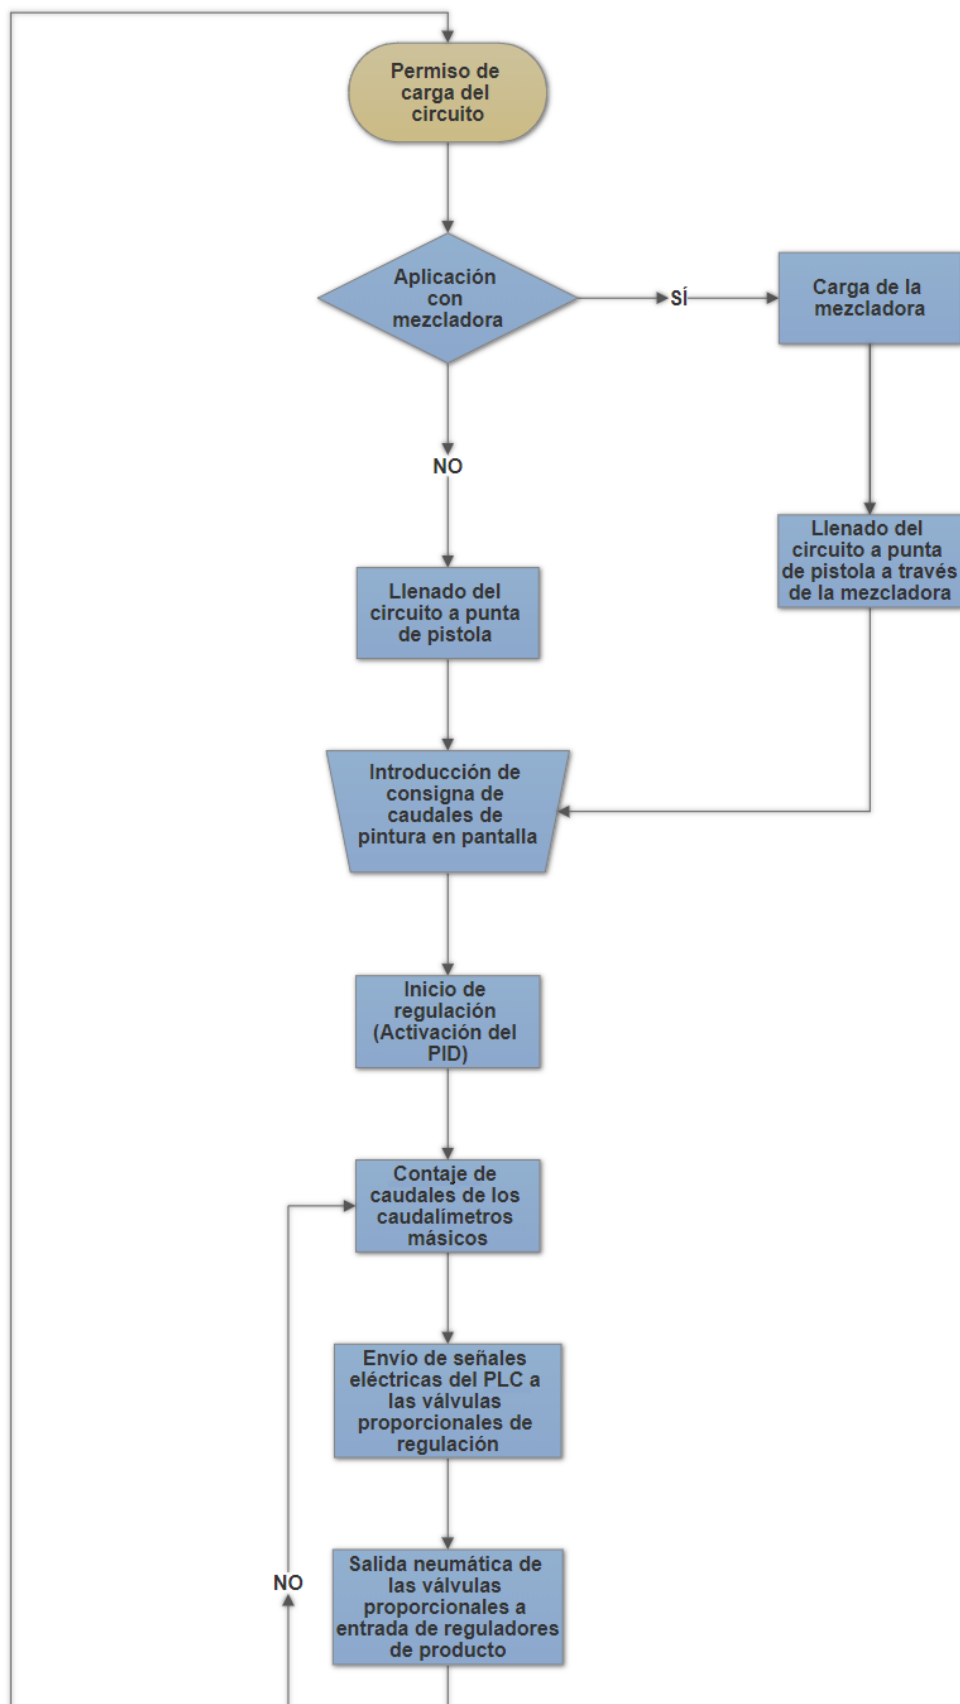 Permiso de
carga del
circuito
Aplicación
con
mezcladora
SÍ
Carga de la
mezcladora
NO
Llenado del
circuito a punta
de pistola a través
de la mezcladora
Llenado del
circuito a punta
de pistola
Introducción de
consigna de
caudales de
pintura en pantalla
Inicio de
regulación
(Activación del
PID)
Contaje de
caudales de los
caudalímetros
másicos
Envío de señales
eléctricas del PLC a
las válvulas
proporcionales de
regulación
Salida neumática de
las válvulas
proporcionales a
entrada de reguladores
de producto
NO